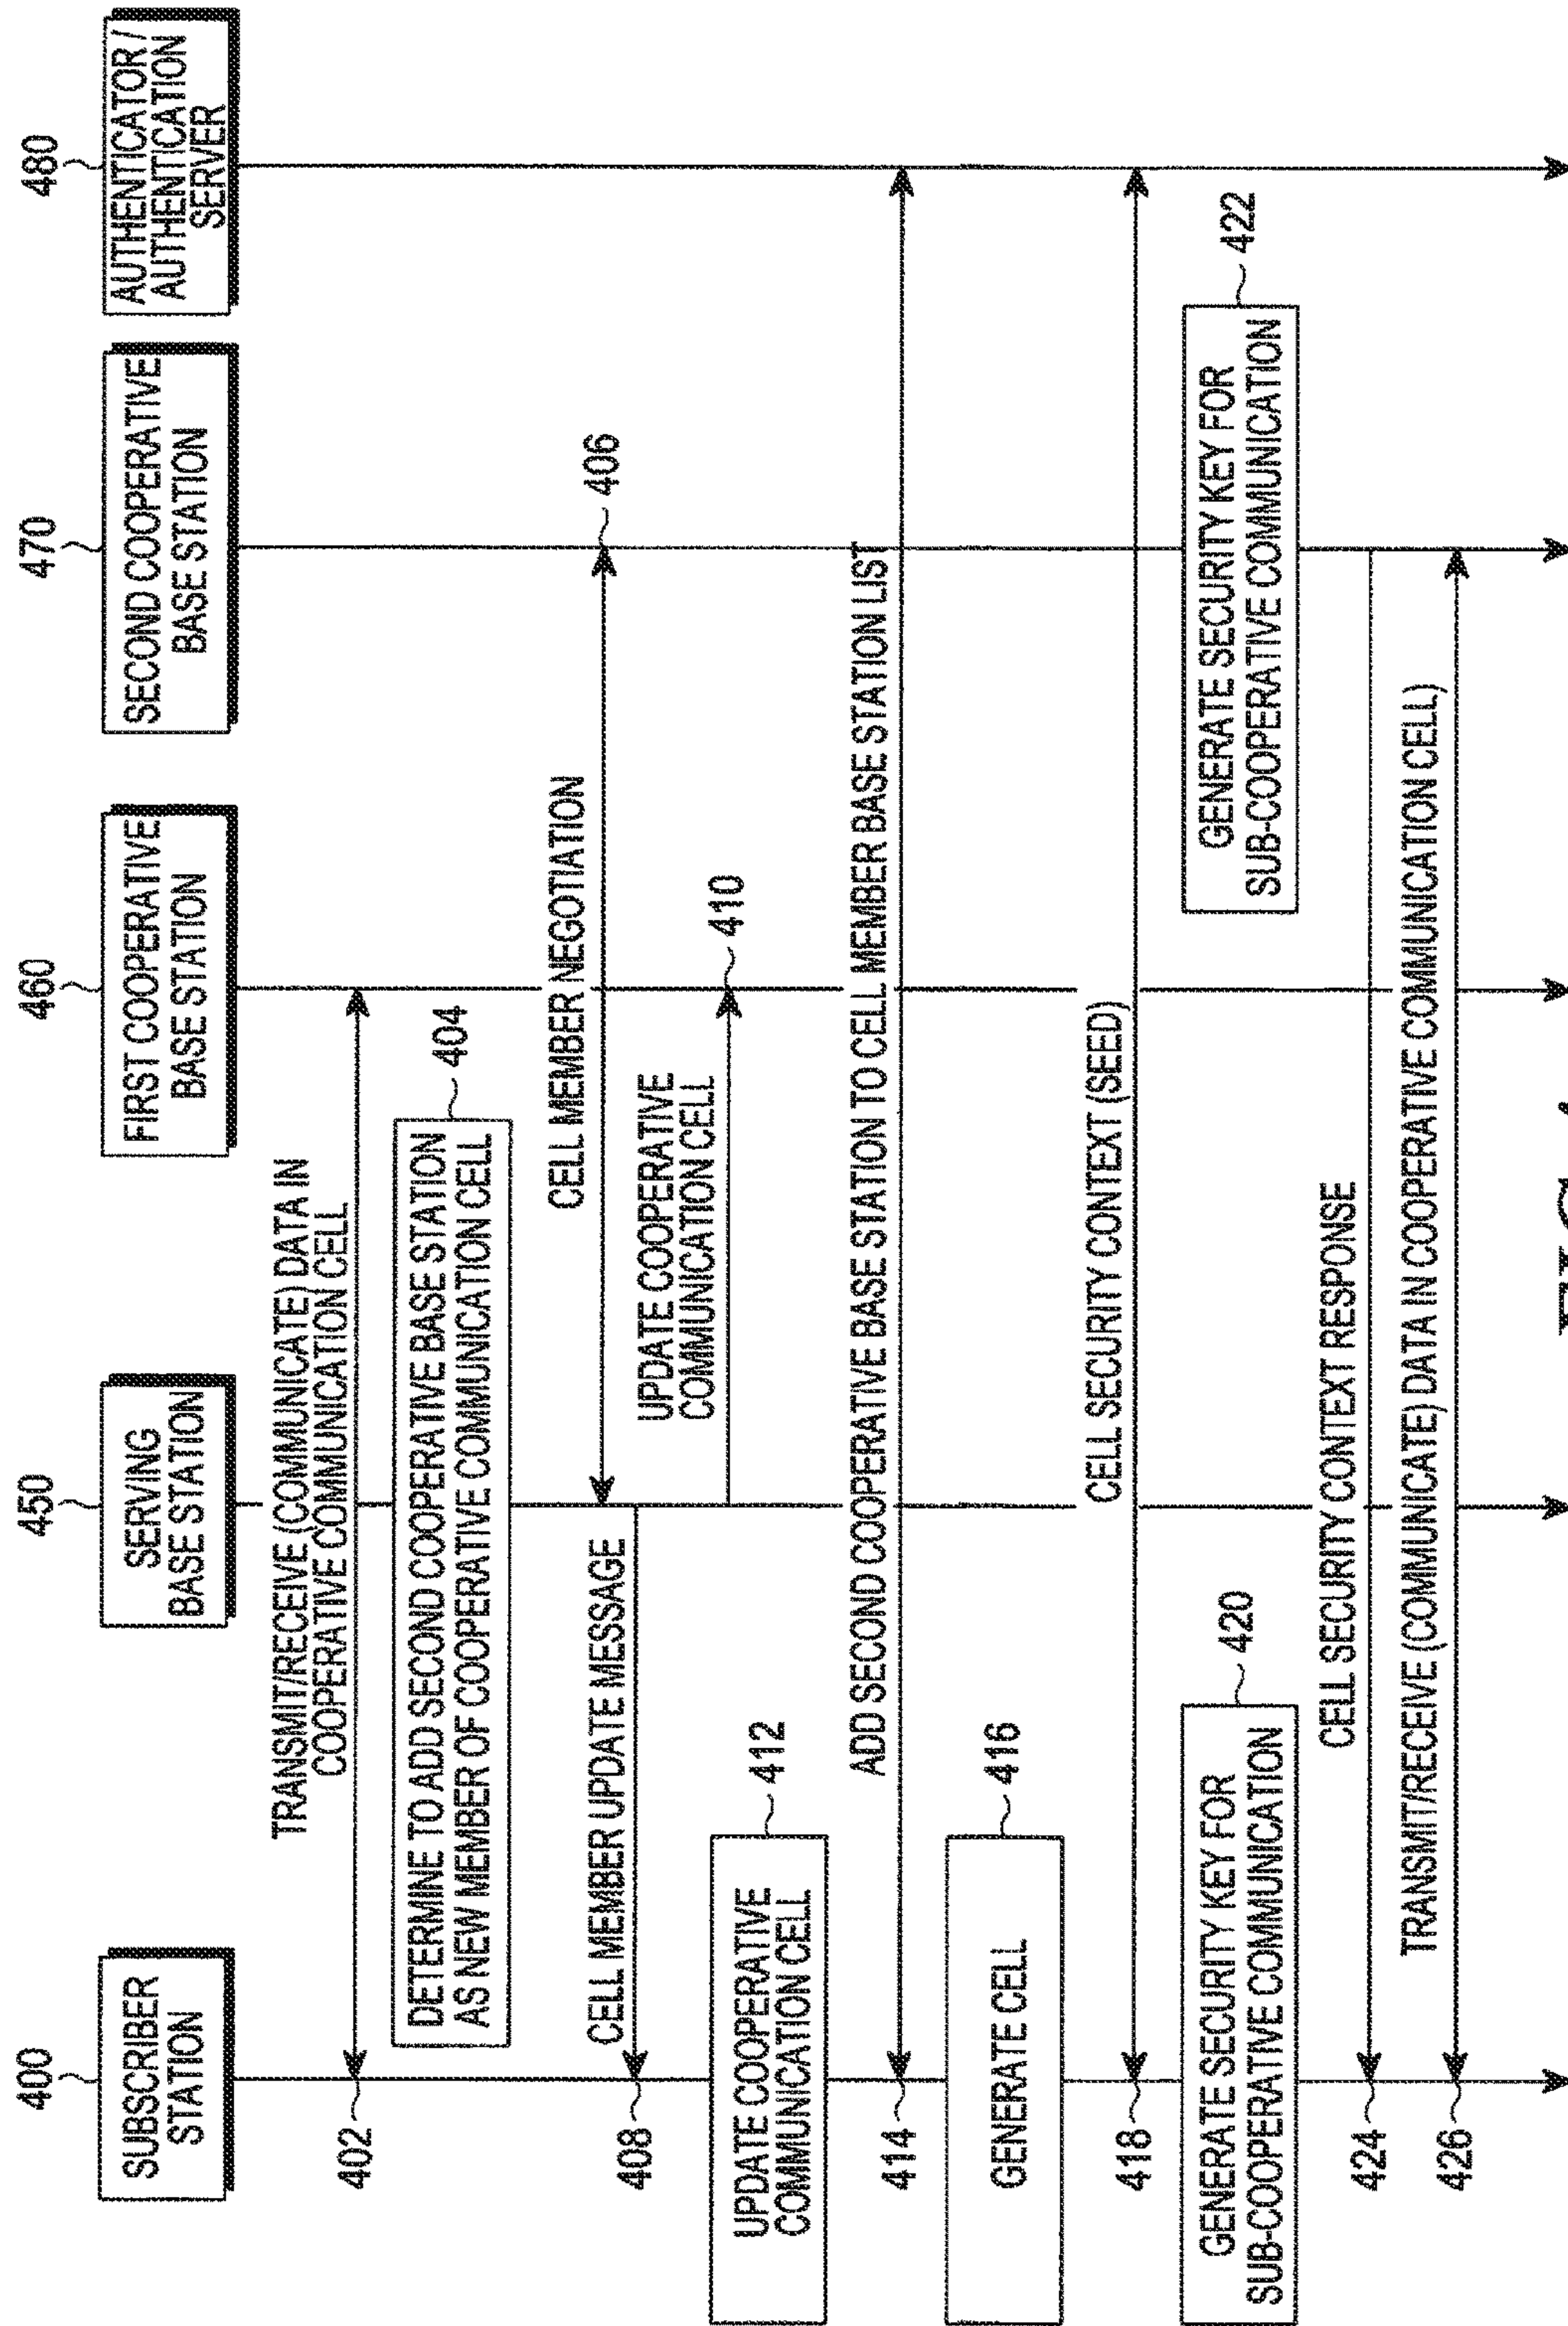 400
SUBSCRIBER
STATION
450
SERVING
BASE STATION
460
FIRST COOPERATIVE
BASE STATION
470
SECOND COOPERATIVE
BASE STATION
480
AUTHENTICATOR /
AUTHENTICATION
SERVER
TRANSMIT/RECEIVE (COMMUNICATE) DATA IN
COOPERATIVE COMMUNICATION CELL
402
404
DETERMINE TO ADD SECOND COOPERATIVE BASE STATION
AS NEW MEMBER OF COOPERATIVE COMMUNICATION CELL
CELL MEMBER NEGOTIATION
406
CELL MEMBER UPDATE MESSAGE
408
UPDATE COOPERATIVE
COMMUNICATION CELL
410
UPDATE COOPERATIVE
COMMUNICATION CELL
412
ADD SECOND COOPERATIVE BASE STATION TO CELL MEMBER BASE STATION LIST
414
GENERATE CELL
416
CELL SECURITY CONTEXT (SEED)
418
GENERATE SECURITY KEY FOR
SUB-COOPERATIVE COMMUNICATION
420
GENERATE SECURITY KEY FOR
SUB-COOPERATIVE COMMUNICATION
422
CELL SECURITY CONTEXT RESPONSE
424
TRANSMIT/RECEIVE (COMMUNICATE) DATA IN COOPERATIVE COMMUNICATION CELL)
426